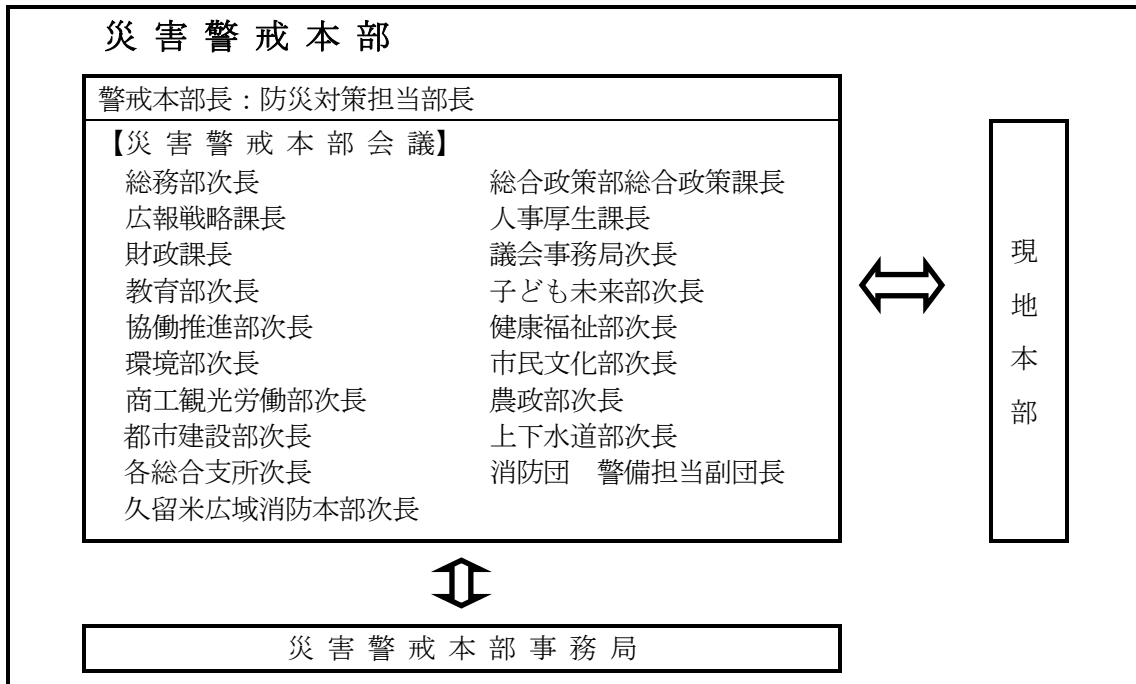 災害警戒本部
警戒本部長：防災対策担当部長
【災害警戒本部会議】
総務部次長 総合政策部総合政策課長
広報戦略課長 人事厚生課長
財政課長 議会事務局次長
教育部次長 子ども未来部次長
協働推進部次長 健康福祉部次長
環境部次長 市民文化部次長
商工観光労働部次長 農政部次長
都市建設部次長 上下水道部次長
各総合支所次長 消防団　警備担当副団長
久留米広域消防本部次長
現地本部
災害警戒本部事務局